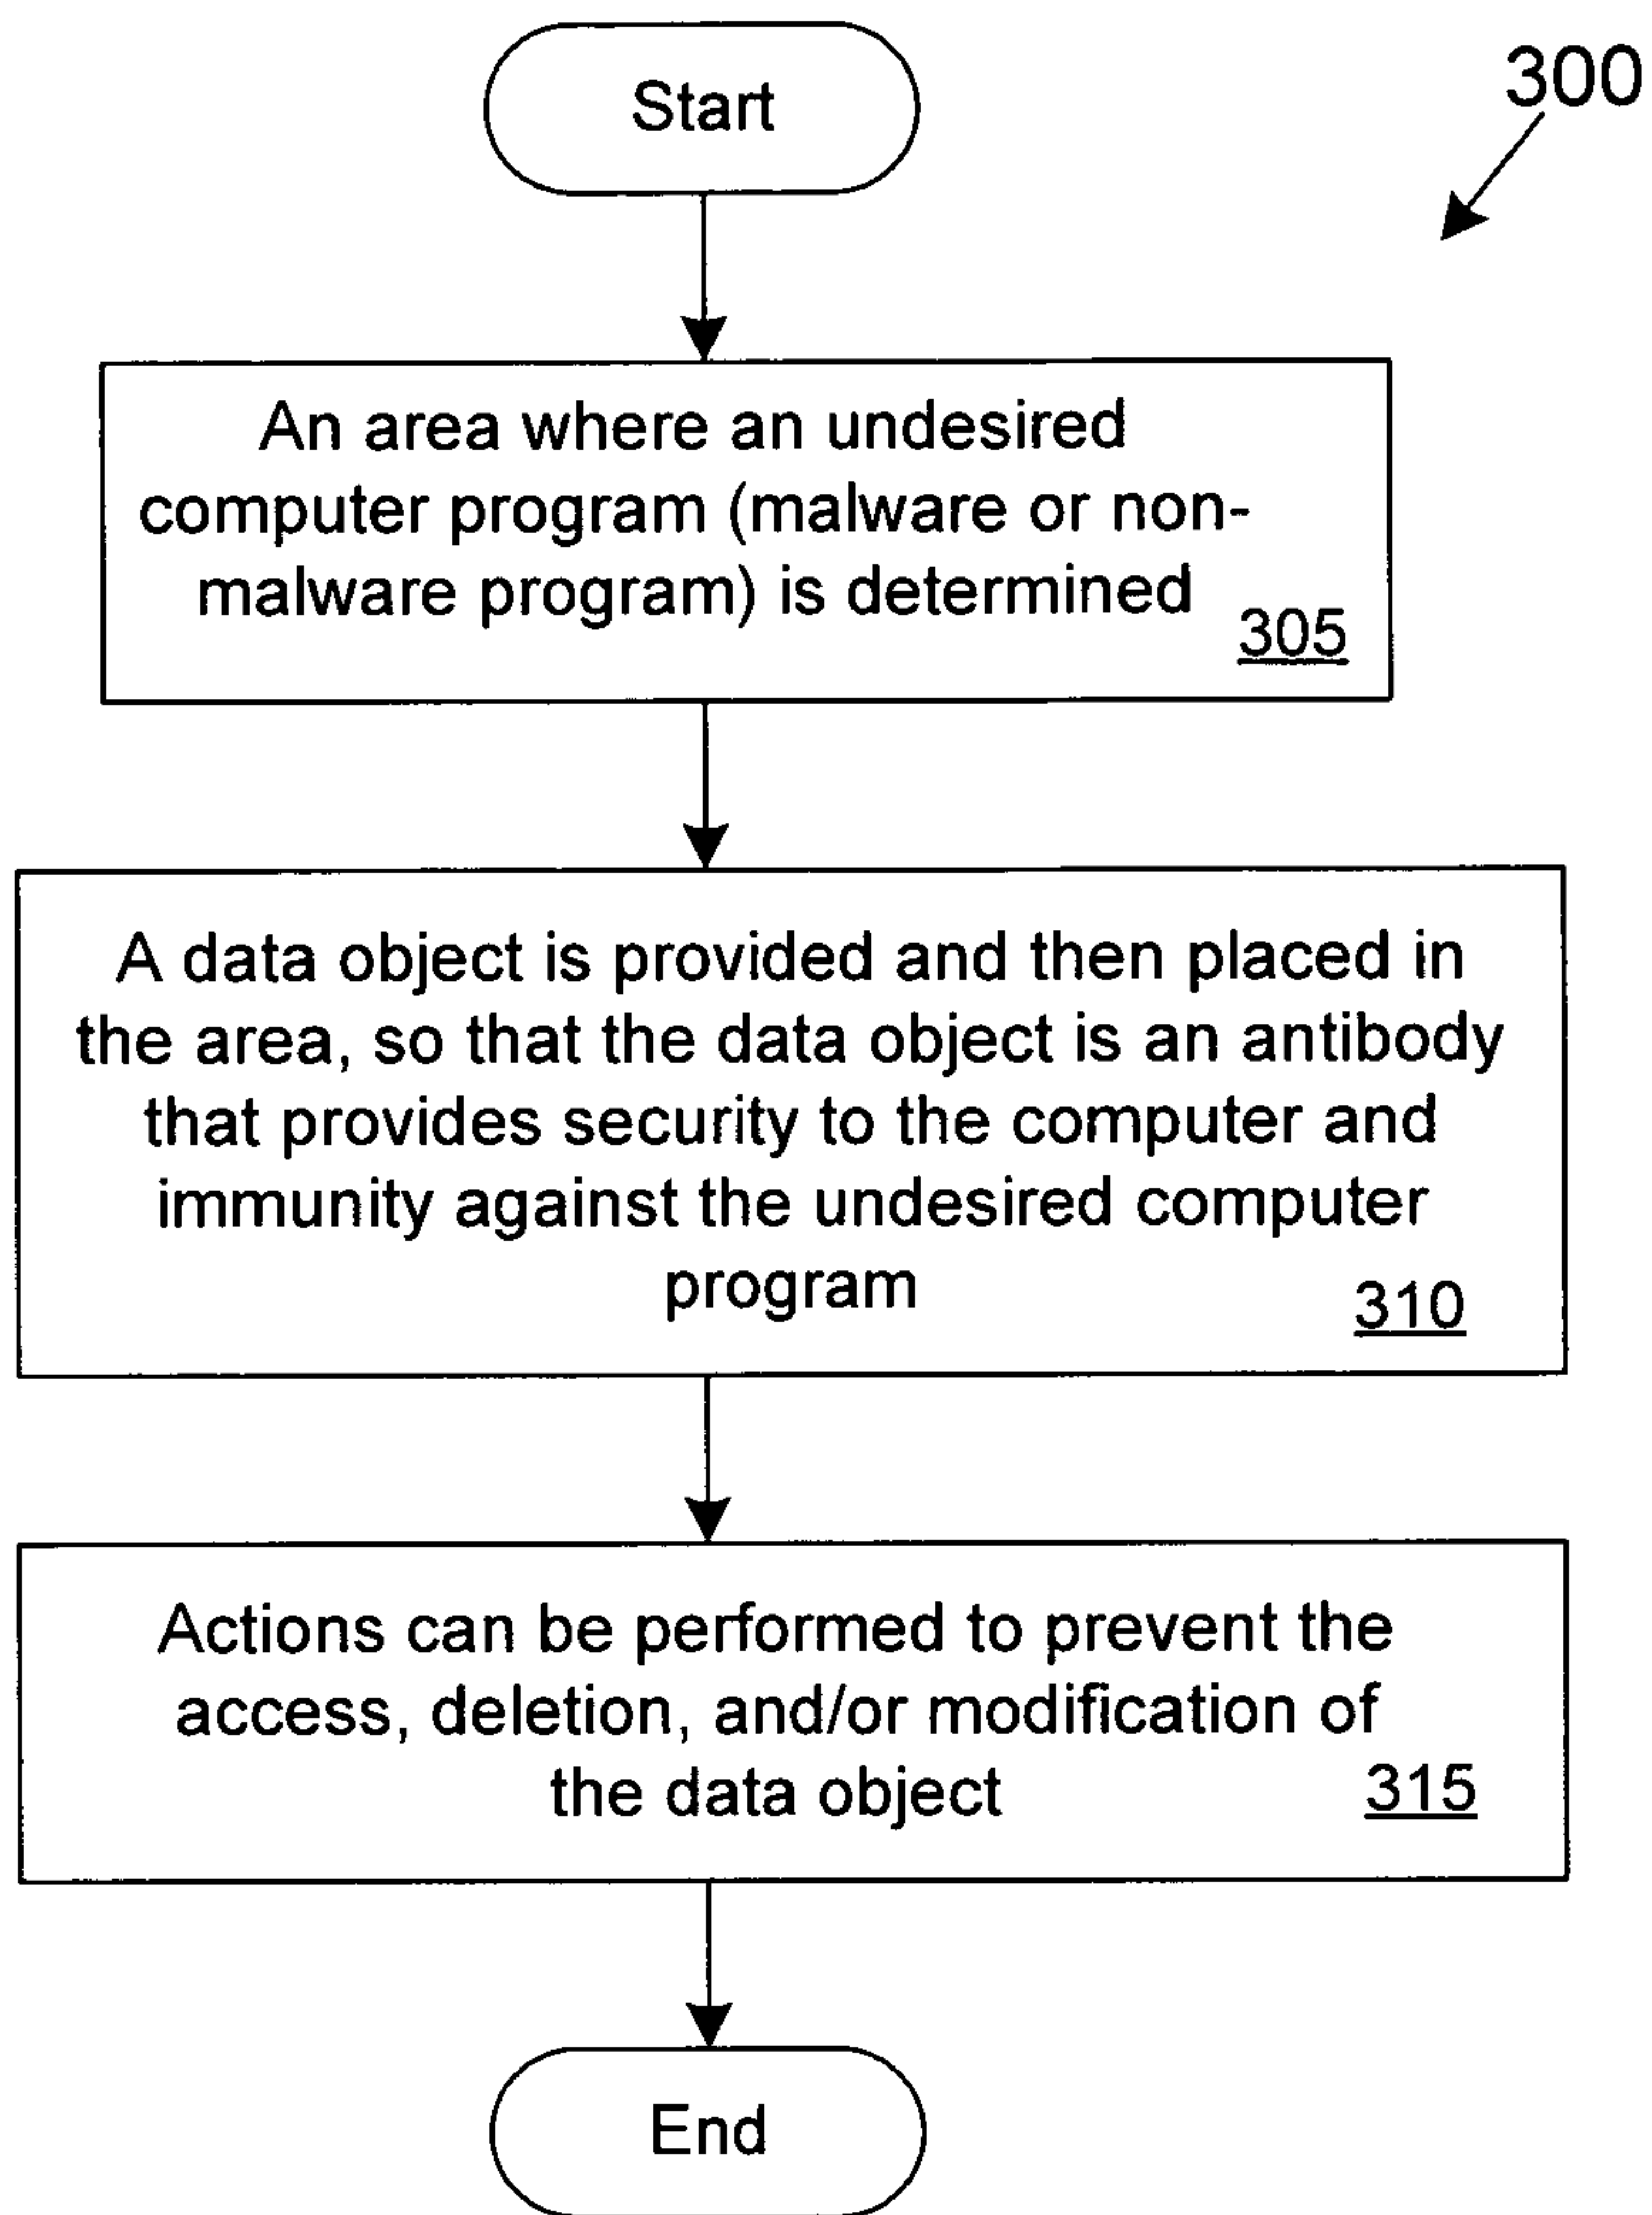 Start
300
An area where an undesired
computer program (malware or non-
malware program) is determined
305
A data object is provided and then placed in
the area, so that the data object is an antibody
that provides security to the computer and
immunity against the undesired computer
program
310
Actions can be performed to prevent the
access, deletion, and/or modification of
the data object
315
End